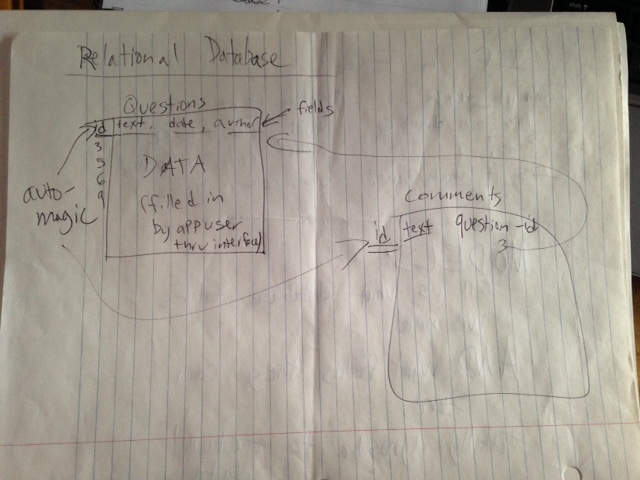 Relational Database
Questions
fields
id text, date, author
auto-
magic
3
5
6
9
DATA
(filled in
by app user
thru interface)
Comments
id text question-id
3